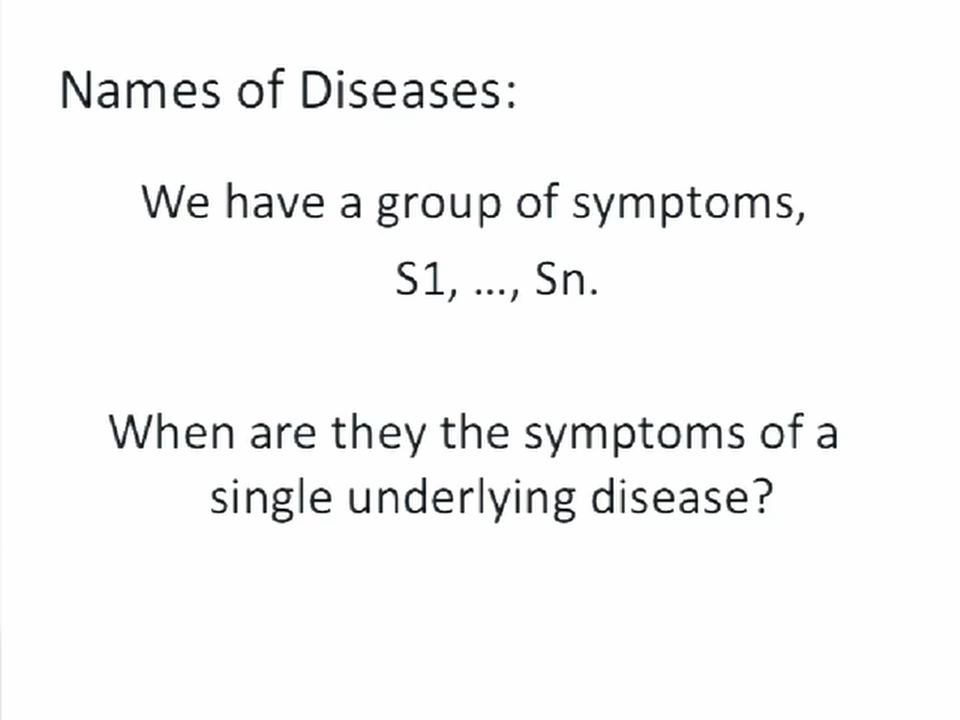 Names of Diseases:
We have a group of symptoms,
S1, ..., Sn.
When are they the symptoms of a
single underlying disease?